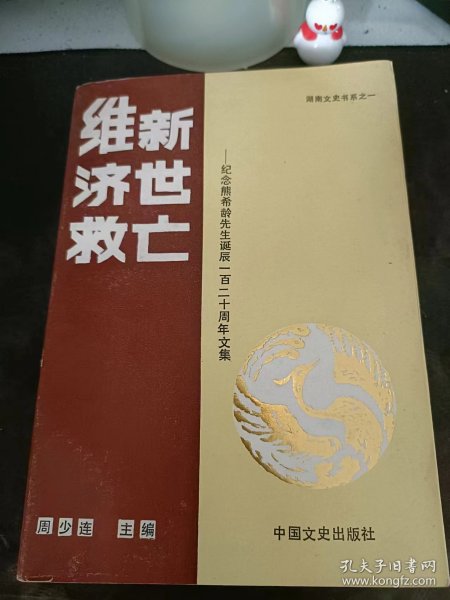 湖南文史书系之一
维新
济世
救亡
——纪念熊希龄先生诞辰一百二十周年文集
周少连 主编
中国文史出版社
孔夫子旧书网
www.kongfz.com